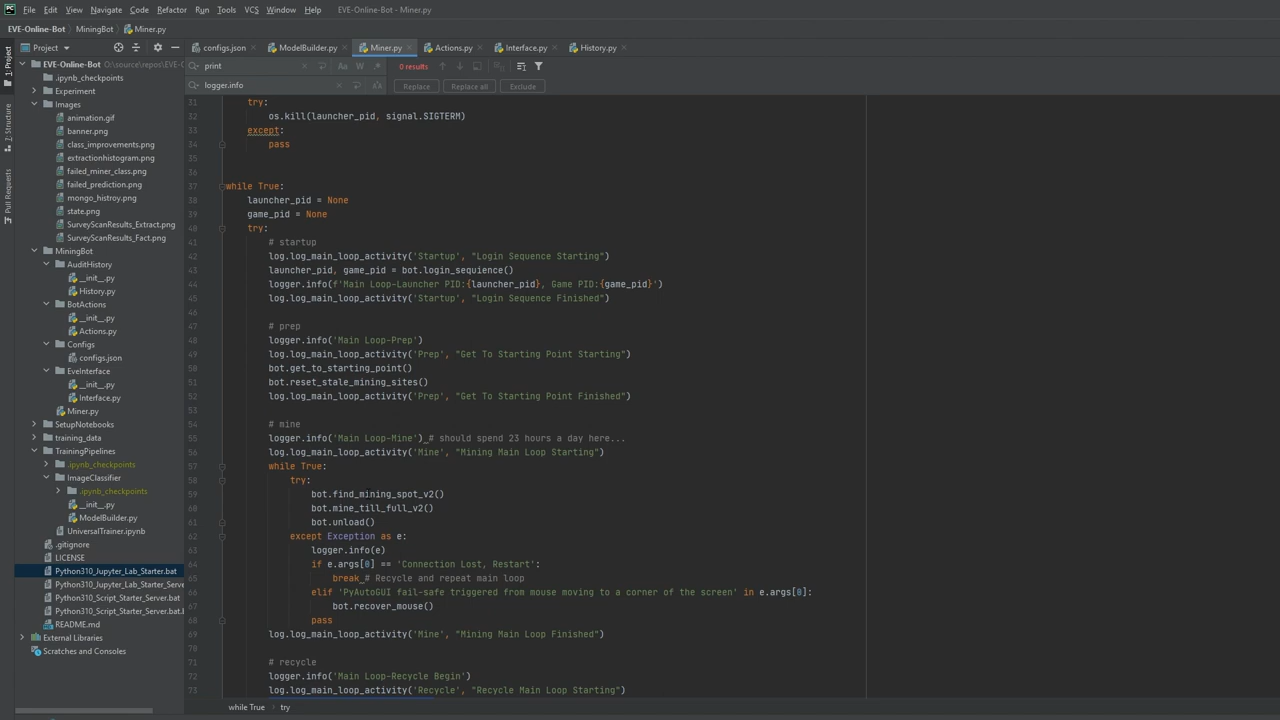 File Edit View Navigate Code Refactor Run Tools VCS Window Help EVE-Online-Bot - Miner.py
EVE-Online-Bot MiningBot Miner.py
Project
configs.json ModelBuilder.py Miner.py Actions.py Interface.py History.py
1: Project
7: Structure
Pull Requests
EVE-Online-Bot O:\source\repos\EVE-O
.ipynb_checkpoints
Experiment
Images
animation.gif
banner.png
class_improvements.png
extractionhistogram.png
failed_miner_class.png
failed_prediction.png
mongo_histroy.png
state.png
SurveyScanResults_Extract.png
SurveyScanResults_Fact.png
MiningBot
AuditHistory
__init__.py
History.py
BotActions
__init__.py
Actions.py
Configs
configs.json
EveInterface
__init__.py
Interface.py
Miner.py
SetupNotebooks
training_data
TrainingPipelines
.ipynb_checkpoints
ImageClassifier
.ipynb_checkpoints
__init__.py
ModelBuilder.py
UniversalTrainer.ipynb
.gitignore
LICENSE
Python310_Jupyter_Lab_Starter.bat
Python310_Jupyter_Lab_Starter_Serve
Python310_Script_Starter_Server.bat
Python310_Script_Starter_Server.bat.b
README.md
External Libraries
Scratches and Consoles
print Aa W .* 0 results
logger.info Replace Replace all Exclude
31 try:
32 os.kill(launcher_pid, signal.SIGTERM)
33 except:
34 pass
35
36
37 while True:
38 launcher_pid = None
39 game_pid = None
40 try:
41 # startup
42 log.log_main_loop_activity('Startup', "Login Sequence Starting")
43 launcher_pid, game_pid = bot.login_sequience()
44 logger.info(f'Main Loop-Launcher PID:{launcher_pid}, Game PID:{game_pid}')
45 log.log_main_loop_activity('Startup', "Login Sequence Finished")
46
47 # prep
48 logger.info('Main Loop-Prep')
49 log.log_main_loop_activity('Prep', "Get To Starting Point Starting")
50 bot.get_to_starting_point()
51 bot.reset_stale_mining_sites()
52 log.log_main_loop_activity('Prep', "Get To Starting Point Finished")
53
54 # mine
55 logger.info('Main Loop-Mine') # should spend 23 hours a day here...
56 log.log_main_loop_activity('Mine', "Mining Main Loop Starting")
57 while True:
58 try:
59 bot.find_mining_spot_v2()
60 bot.mine_till_full_v2()
61 bot.unload()
62 except Exception as e:
63 logger.info(e)
64 if e.args[0] == 'Connection Lost, Restart':
65 break # Recycle and repeat main loop
66 elif 'PyAutoGUI fail-safe triggered from mouse moving to a corner of the screen' in e.args[0]:
67 bot.recover_mouse()
68 pass
69 log.log_main_loop_activity('Mine', "Mining Main Loop Finished")
70
71 # recycle
72 logger.info('Main Loop-Recycle Begin')
73 log.log_main_loop_activity('Recycle', "Recycle Main Loop Starting")
while True try